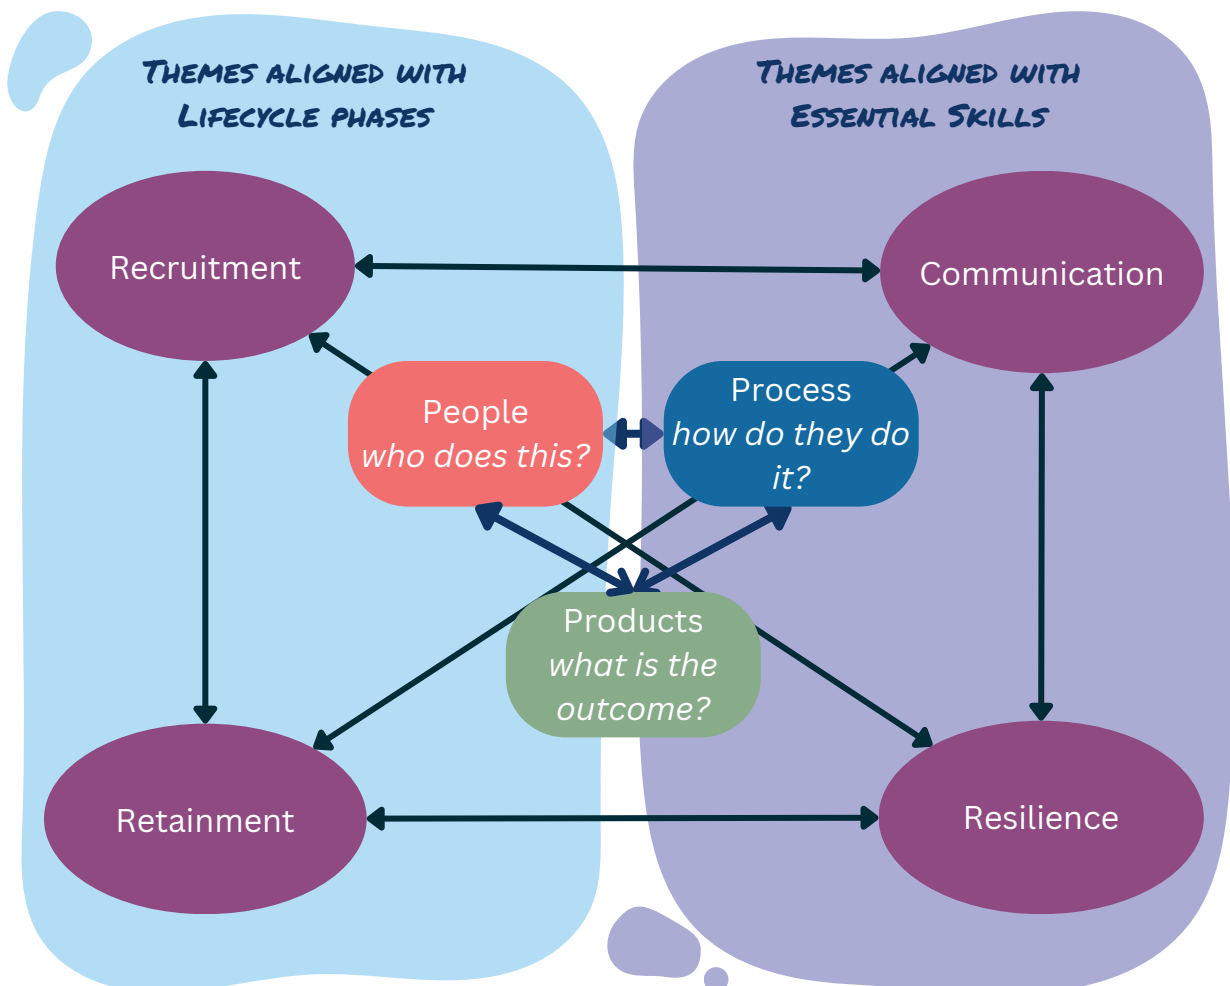 Themes aligned with
Lifecycle phases
Themes aligned with
Essential Skills
Recruitment
Communication
People
who does this?
Process
how do they do
it?
Products
what is the
outcome?
Retainment
Resilience